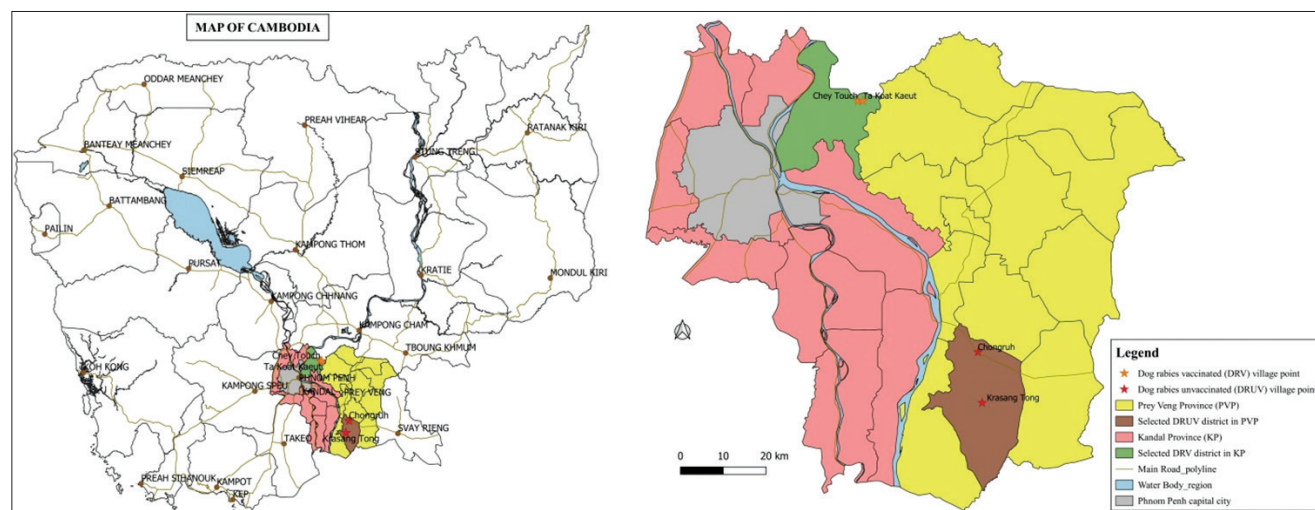 MAP OF CAMBODIA
ODDAR MEANCHEY
PREAH VIHEAR
RATANAK KIRI
BANTEAY MEANCHEY
STUNG TRENG
SIEMREAP
BATTAMBANG
PAILIN
KAMPONG THOM
PURSAT
KRATIE
MONDUL KIRI
KAMPONG CHHNANG
KAMPONG CHAM
TBOUNG KHMUM
Chey Touch
Ta Koat Kaeut
PHNOM PENH
KOH KONG
KAMPONG SPEU
KANDAL
PREY VENG
Chongruh
SVAY RIENG
Krasang Tong
TAKEO
PREAH SIHANOUK
KAMPOT
KEP
Chey Touch Ta Koat Kaeut
Chongruh
Krasang Tong
0 10 20 km
Legend
Dog rabies vaccinated (DRV) village point
Dog rabies unvaccinated (DRUV) village point
Prey Veng Province (PVP)
Selected DRUV district in PVP
Kandal Province (KP)
Selected DRV district in KP
Main Road_polyline
Water Body_region
Phnom Penh capital city